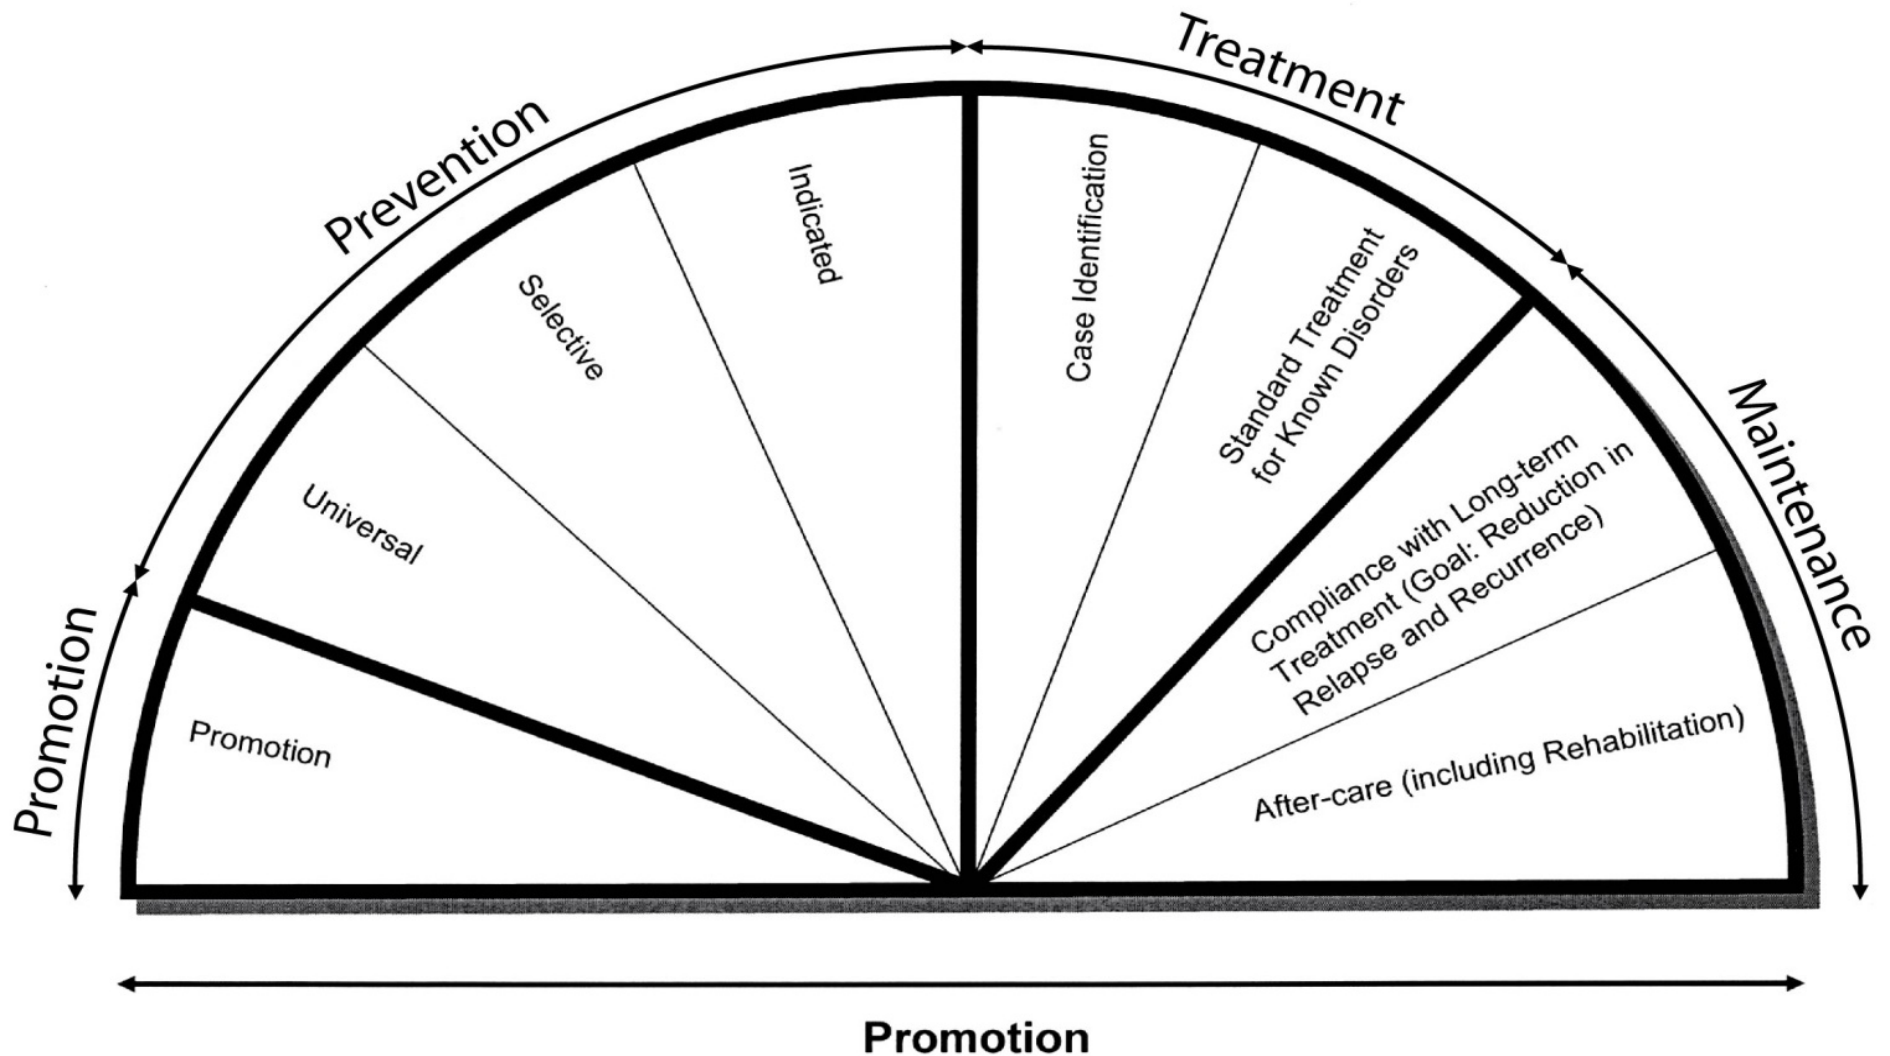 Promotion
Prevention
Treatment
Maintenance
Promotion
Universal
Selective
Indicated
Case Identification
Standard Treatment
for Known Disorders
Compliance with Long-term
Treatment (Goal: Reduction in
Relapse and Recurrence)
After-care (including Rehabilitation)
Promotion